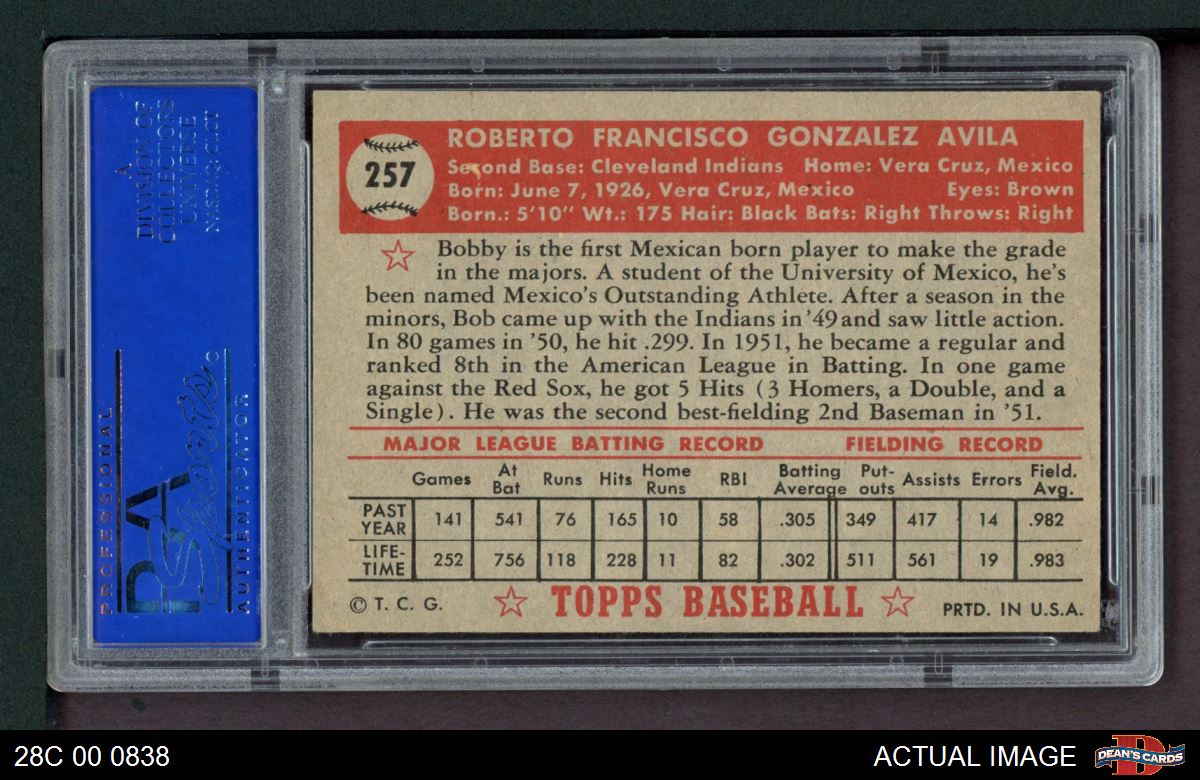 A
DIVISION OF
COLLECTORS
UNIVERSE
NASDAQ: CLCT
PROFESSIONAL
PSA
Sports
AUTHENTICATOR
257
ROBERTO FRANCISCO GONZALEZ AVILA
Second Base: Cleveland Indians Home: Vera Cruz, Mexico
Born: June 7, 1926, Vera Cruz, Mexico Eyes: Brown
Born.: 5'10" Wt.: 175 Hair: Black Bats: Right Throws: Right
Bobby is the first Mexican born player to make the grade
in the majors. A student of the University of Mexico, he's
been named Mexico's Outstanding Athlete. After a season in the
minors, Bob came up with the Indians in '49 and saw little action.
In 80 games in '50, he hit .299. In 1951, he became a regular and
ranked 8th in the American League in Batting. In one game
against the Red Sox, he got 5 Hits (3 Homers, a Double, and a
Single). He was the second best-fielding 2nd Baseman in '51.
MAJOR LEAGUE BATTING RECORD FIELDING RECORD
Games At Bat Runs Hits Home Runs RBI Batting Average Put-outs Assists Errors Field. Avg.
PAST YEAR 141 541 76 165 10 58 .305 349 417 14 .982
LIFE-TIME 252 756 118 228 11 82 .302 511 561 19 .983
© T. C. G. TOPPS BASEBALL PRTD. IN U.S.A.
28C 00 0838 ACTUAL IMAGE DEAN'S CARDS